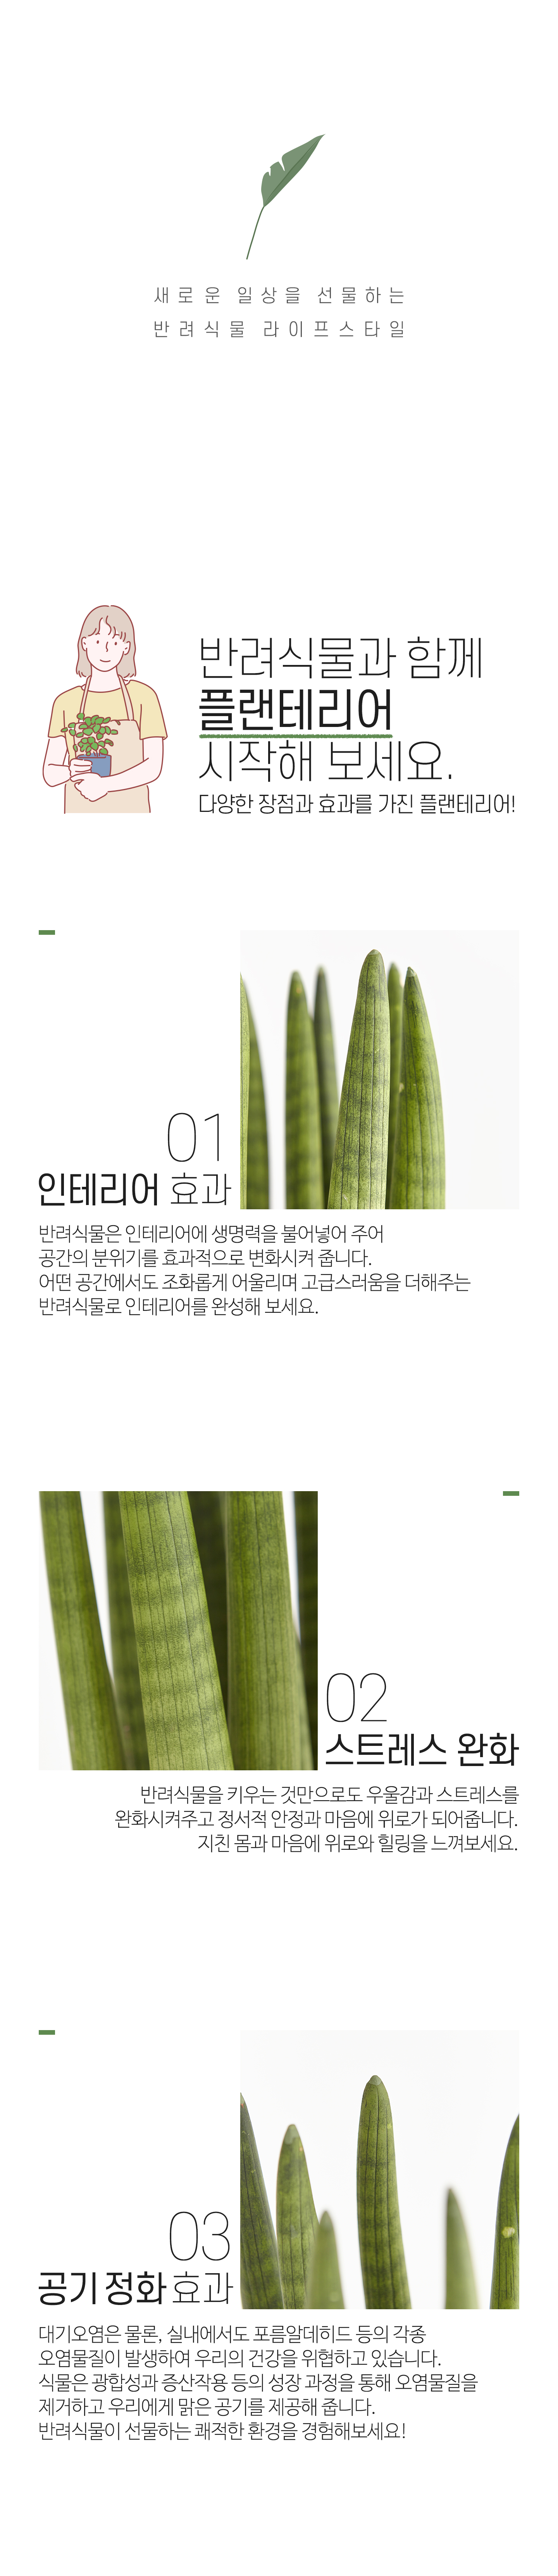 새로운 일상을 선물하는
반려식물 라이프스타일
반려식물과 함께
플랜테리어
시작해 보세요.
다양한 장점과 효과를 가진 플랜테리어!
01
인테리어 효과
반려식물은 인테리어에 생명력을 불어넣어 주어
공간의 분위기를 효과적으로 변화시켜 줍니다.
어떤 공간에서도 조화롭게 어울리며 고급스러움을 더해주는
반려식물로 인테리어를 완성해 보세요.
02
스트레스 완화
반려식물을 키우는 것만으로도 우울감과 스트레스를
완화시켜주고 정서적 안정과 마음에 위로가 되어줍니다.
지친 몸과 마음에 위로와 힐링을 느껴보세요.
03
공기 정화 효과
대기오염은 물론, 실내에서도 포름알데히드 등의 각종
오염물질이 발생하여 우리의 건강을 위협하고 있습니다.
식물은 광합성과 증산작용 등의 성장 과정을 통해 오염물질을
제거하고 우리에게 맑은 공기를 제공해 줍니다.
반려식물이 선물하는 쾌적한 환경을 경험해보세요!